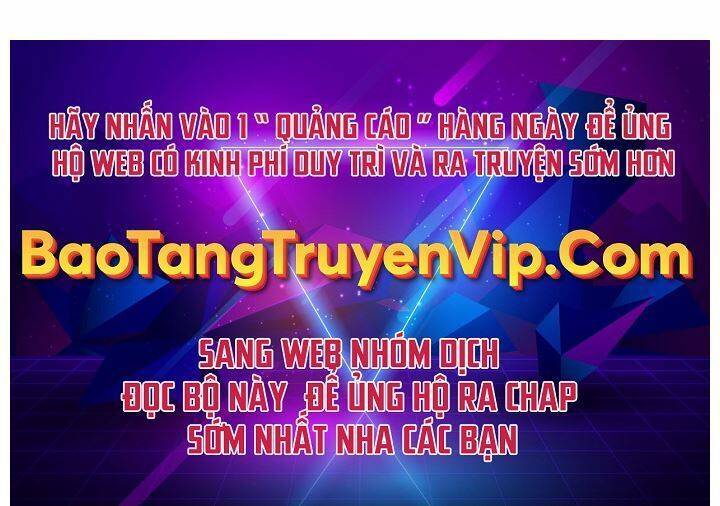 HÃY NHẤN VÀO 1 “ QUẢNG CÁO ” HÀNG NGÀY ĐỂ ỦNG
HỘ WEB CÓ KINH PHÍ DUY TRÌ VÀ RA TRUYỆN SỚM HƠN
BaoTangTruyenVip.Com
SANG WEB NHÓM DỊCH
ĐỌC BỘ NÀY ĐỂ ỦNG HỘ RA CHAP
SỚM NHẤT NHA CÁC BẠN